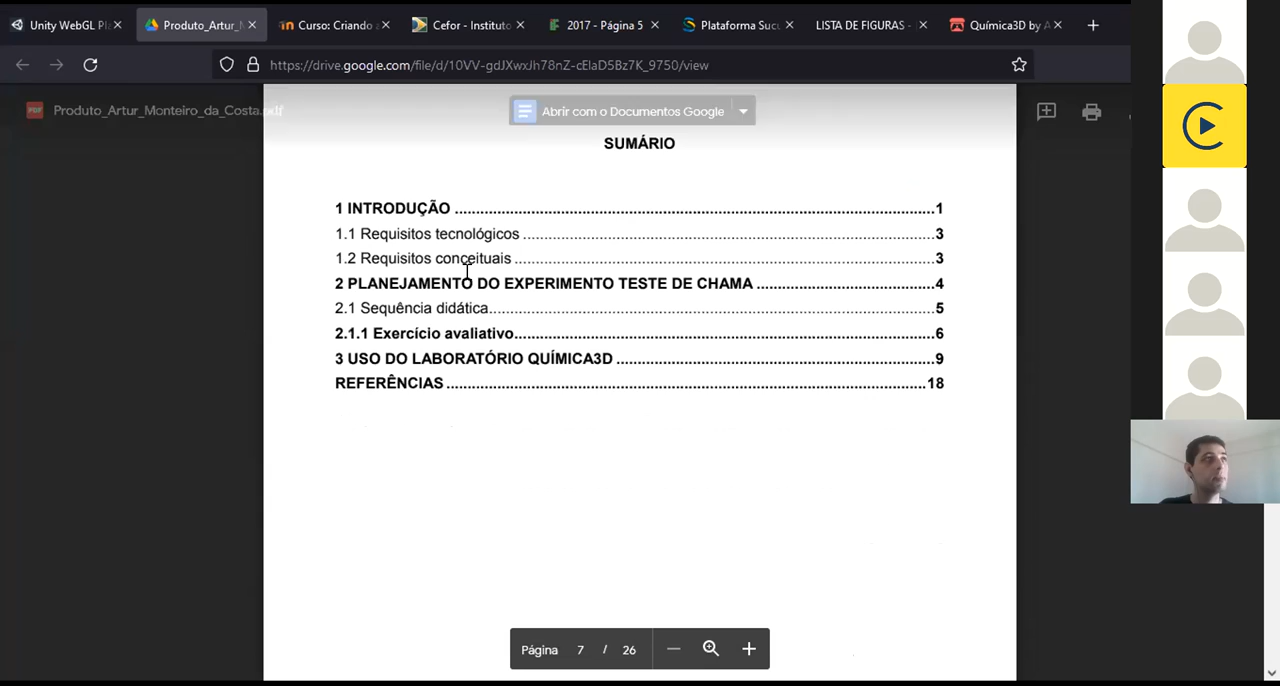 Unity WebGL Pl
Produto_Artur_M
Curso: Criando a
Cefor - Instituto
2017 - Página 5
Plataforma Sucu
LISTA DE FIGURAS -
Química3D by A
https://drive.google.com/file/d/10VV-gdJXwxJh78nZ-cElaD5Bz7K_9750/view
Produto_Artur_Monteiro_da_Costa.pdf
Abrir com o Documentos Google
SUMÁRIO
1 INTRODUÇÃO ..................................................1
1.1 Requisitos tecnológicos ..................................................3
1.2 Requisitos conceituais ..................................................3
2 PLANEJAMENTO DO EXPERIMENTO TESTE DE CHAMA ..................................................4
2.1 Sequência didática..................................................5
2.1.1 Exercício avaliativo..................................................6
3 USO DO LABORATÓRIO QUÍMICA3D ..................................................9
REFERÊNCIAS ..................................................18
Página 7 / 26